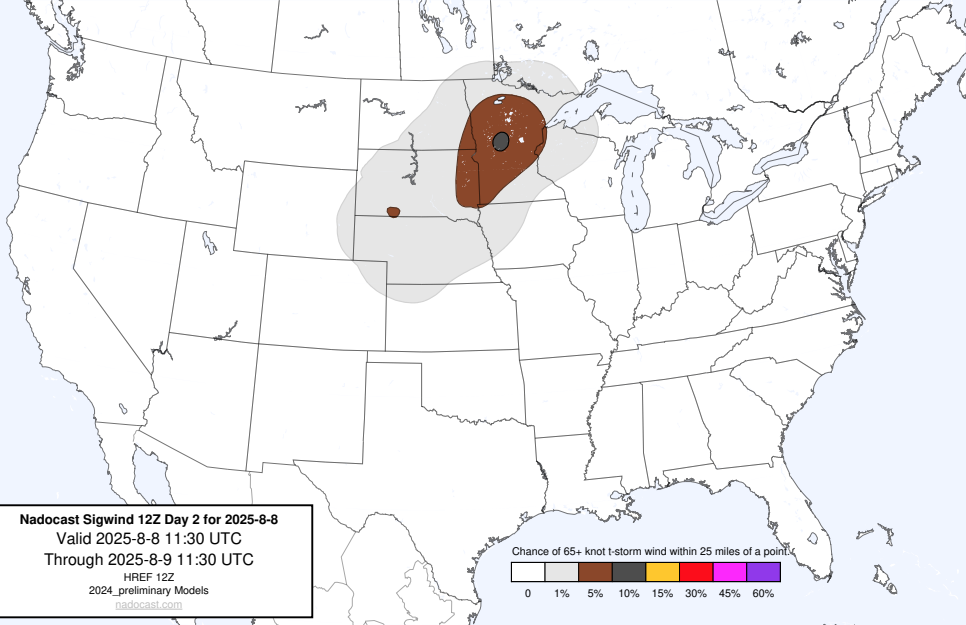 Nadocast Sigwind 12Z Day 2 for 2025-8-8
Valid 2025-8-8 11:30 UTC
Through 2025-8-9 11:30 UTC
HREF 12Z
2024_preliminary Models
nadocast.com
Chance of 65+ knot t-storm wind within 25 miles of a point.
0 1% 5% 10% 15% 30% 45% 60%